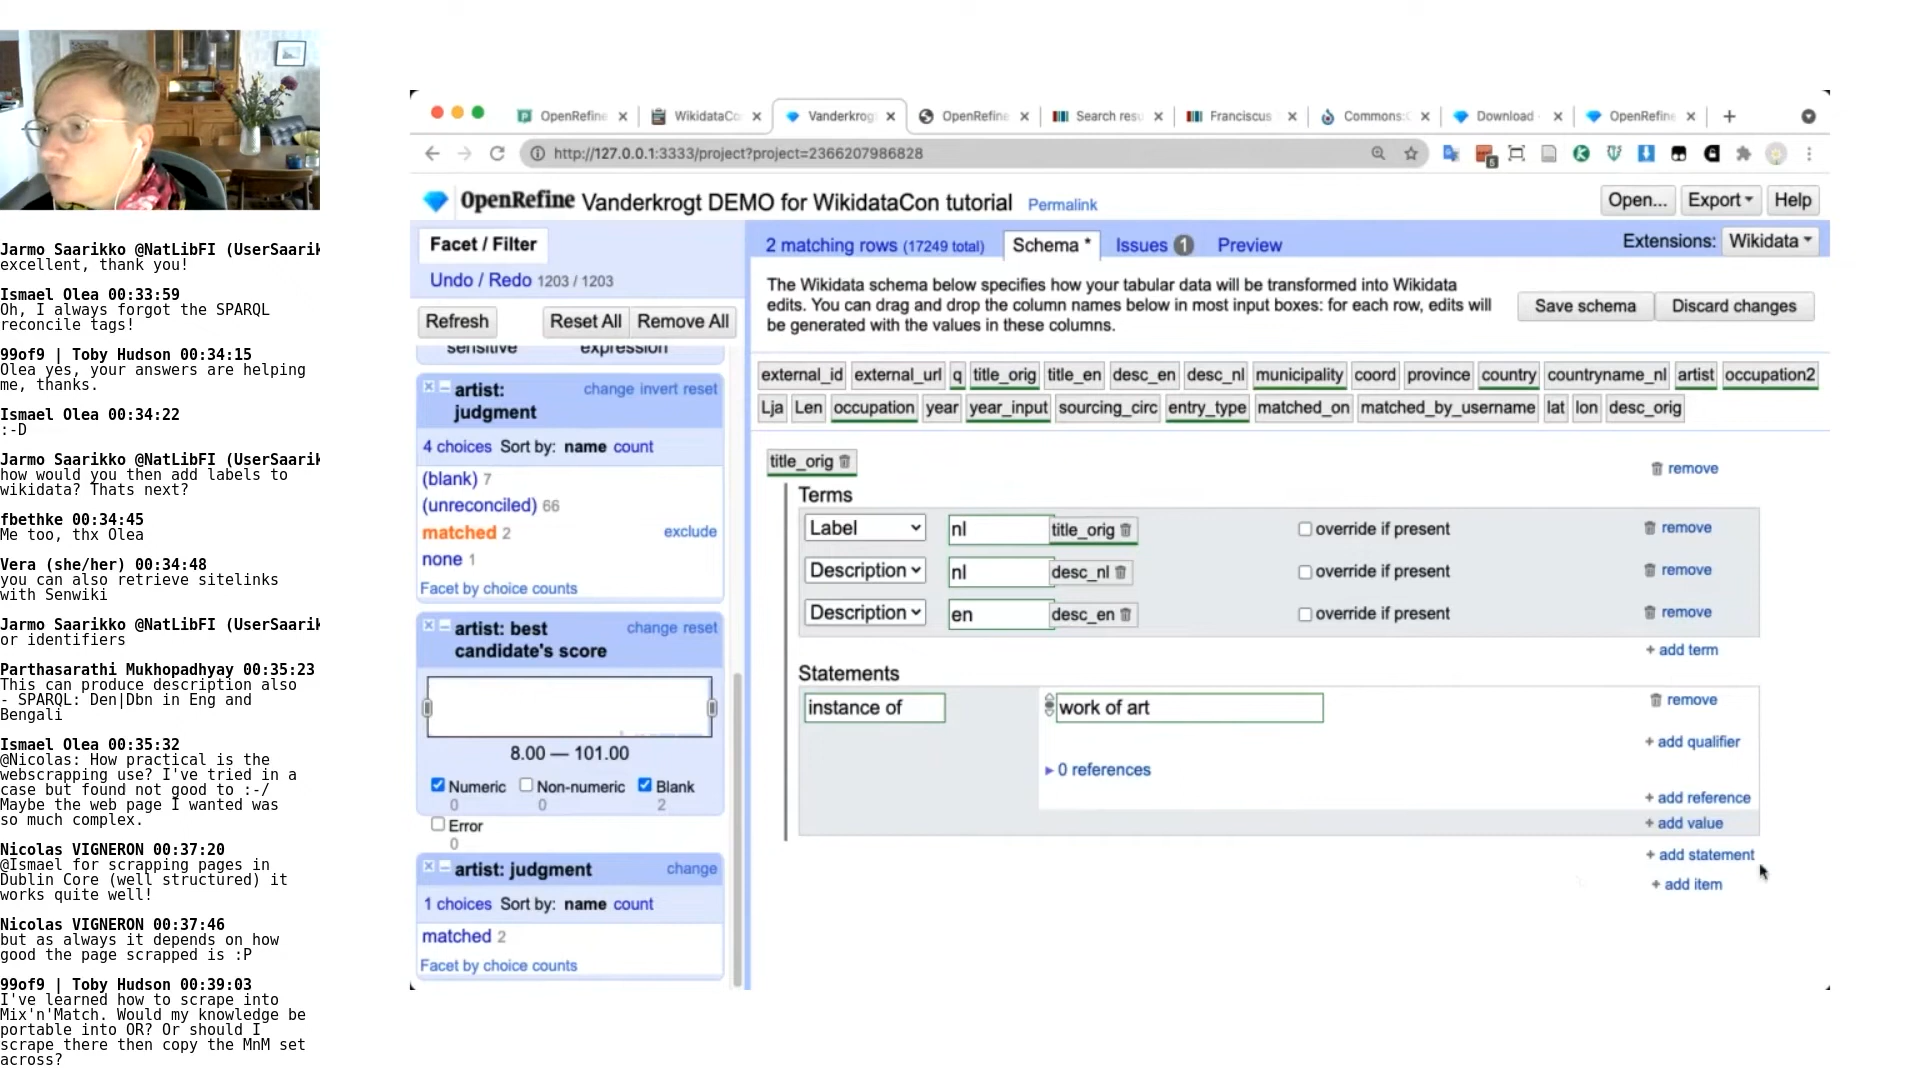 Jarmo Saarikko @NatLibFI (UserSaarik
excellent, thank you!
Ismael Olea 00:33:59
Oh, I always forgot the SPARQL
reconcile tags!
99of9 | Toby Hudson 00:34:15
Olea yes, your answers are helping
me, thanks.
Ismael Olea 00:34:22
:-D
Jarmo Saarikko @NatLibFI (UserSaarik
how would you then add labels to
wikidata? Thats next?
fbethke 00:34:45
Me too, thx Olea
Vera (she/her) 00:34:48
you can also retrieve sitelinks
with Senwiki
Jarmo Saarikko @NatLibFI (UserSaarik
or identifiers
Parthasarathi Mukhopadhyay 00:35:23
This can produce description also
- SPARQL: Den|Dbn in Eng and
Bengali
Ismael Olea 00:35:32
@Nicolas: How practical is the
webscrapping use? I've tried in a
case but found not good to :-/
Maybe the web page I wanted was
so much complex.
Nicolas VIGNERON 00:37:20
@Ismael for scrapping pages in
Dublin Core (well structured) it
works quite well!
Nicolas VIGNERON 00:37:46
but as always it depends on how
good the page scrapped is :P
99of9 | Toby Hudson 00:39:03
I've learned how to scrape into
Mix'n'Match. Would my knowledge be
portable into OR? Or should I
scrape there then copy the MnM set
across?
OpenRefine WikidataCo Vanderkrog OpenRefine Search resu Franciscus Commons:C Download OpenRefine
http://127.0.0.1:3333/project?project=2366207986828 5
OpenRefine Vanderkrogt DEMO for WikidataCon tutorial Permalink Open... Export Help
Facet / Filter 2 matching rows (17249 total) Schema * Issues 1 Preview Extensions: Wikidata
Undo / Redo 1203 / 1203
Refresh Reset All Remove All
sensitive expression
artist: judgment change invert reset
4 choices Sort by: name count
(blank) 7
(unreconciled) 66
matched 2 exclude
none 1
Facet by choice counts
artist: best candidate's score change reset
8.00 — 101.00
Numeric Non-numeric Blank
0 0 2
Error
0
artist: judgment change
1 choices Sort by: name count
matched 2
Facet by choice counts
The Wikidata schema below specifies how your tabular data will be transformed into Wikidata
edits. You can drag and drop the column names below in most input boxes: for each row, edits will
be generated with the values in these columns.
Save schema Discard changes
external_id external_url q title_orig title_en desc_en desc_nl municipality coord province country countryname_nl artist occupation2
Lja Len occupation year year_input sourcing_circ entry_type matched_on matched_by_username lat lon desc_orig
title_orig remove
Terms
Label nl title_orig override if present remove
Description nl desc_nl override if present remove
Description en desc_en override if present remove
+ add term
Statements
instance of work of art remove
+ add qualifier
0 references
+ add reference
+ add value
+ add statement
+ add item